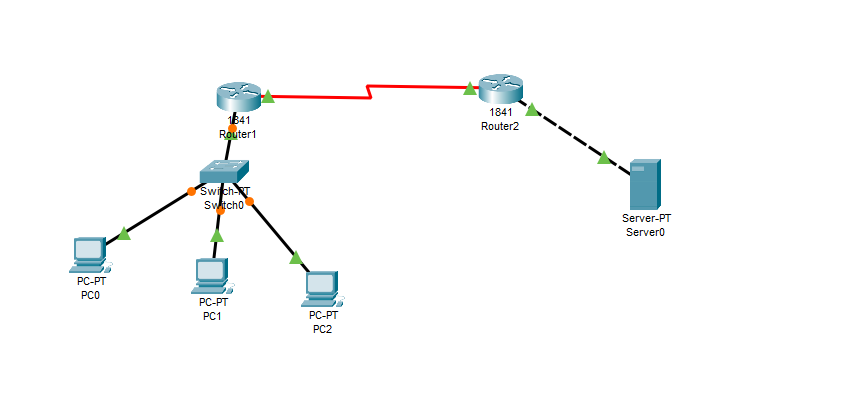 1841
Router1
1841
Router2
Switch-PT
Switch0
Server-PT
Server0
PC-PT
PC0
PC-PT
PC1
PC-PT
PC2